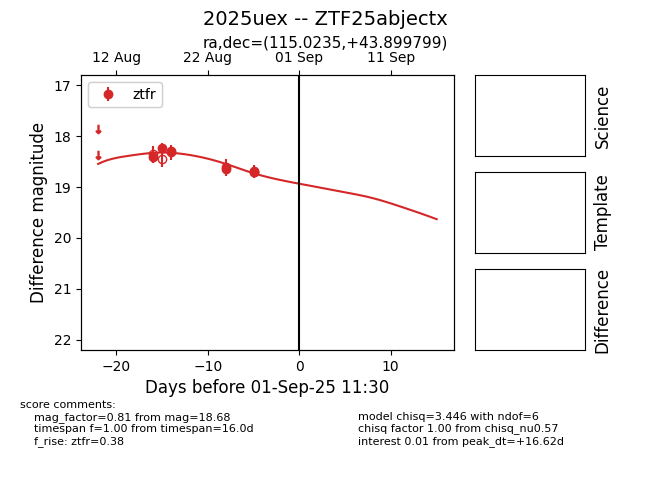 2025uex -- ZTF25abjectx
ra,dec=(115.0235,+43.899799)
12 Aug 22 Aug 01 Sep 11 Sep
ztfr
17
18
19
20
21
22
Difference magnitude
−20 −10 0 10
Days before 01-Sep-25 11:30
Science
Template
Difference
score comments:
mag_factor=0.81 from mag=18.68
timespan f=1.00 from timespan=16.0d
f_rise: ztfr=0.38
model chisq=3.446 with ndof=6
chisq factor 1.00 from chisq_nu0.57
interest 0.01 from peak_dt=+16.62d